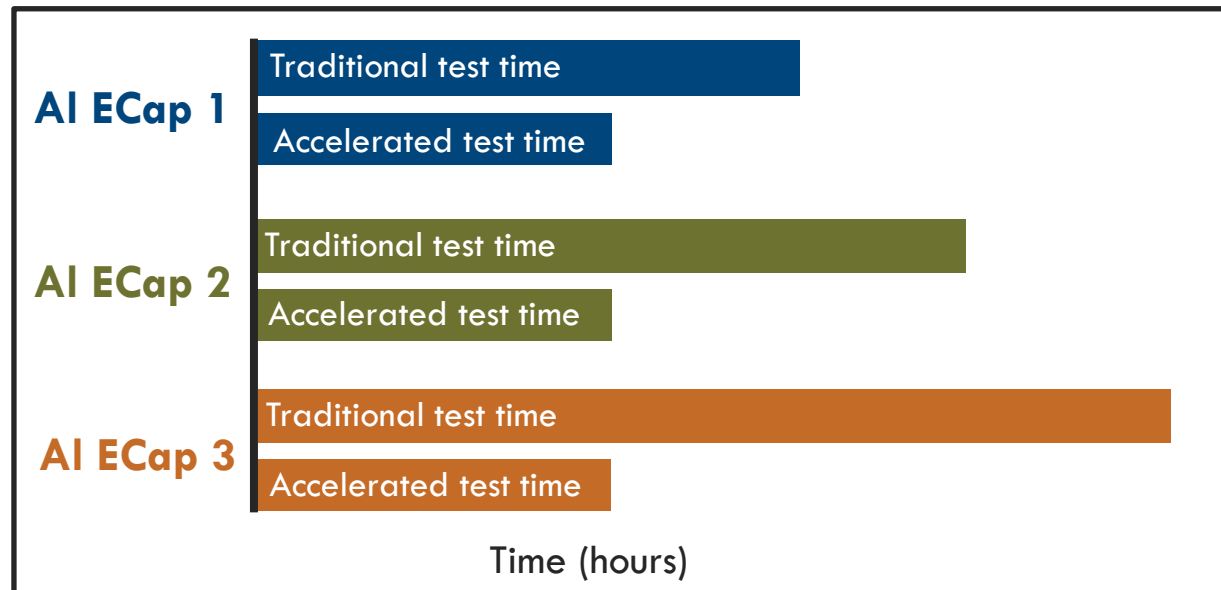 Traditional test time
Al ECap 1
Accelerated test time
Traditional test time
Al ECap 2
Accelerated test time
Traditional test time
Al ECap 3
Accelerated test time
Time (hours)